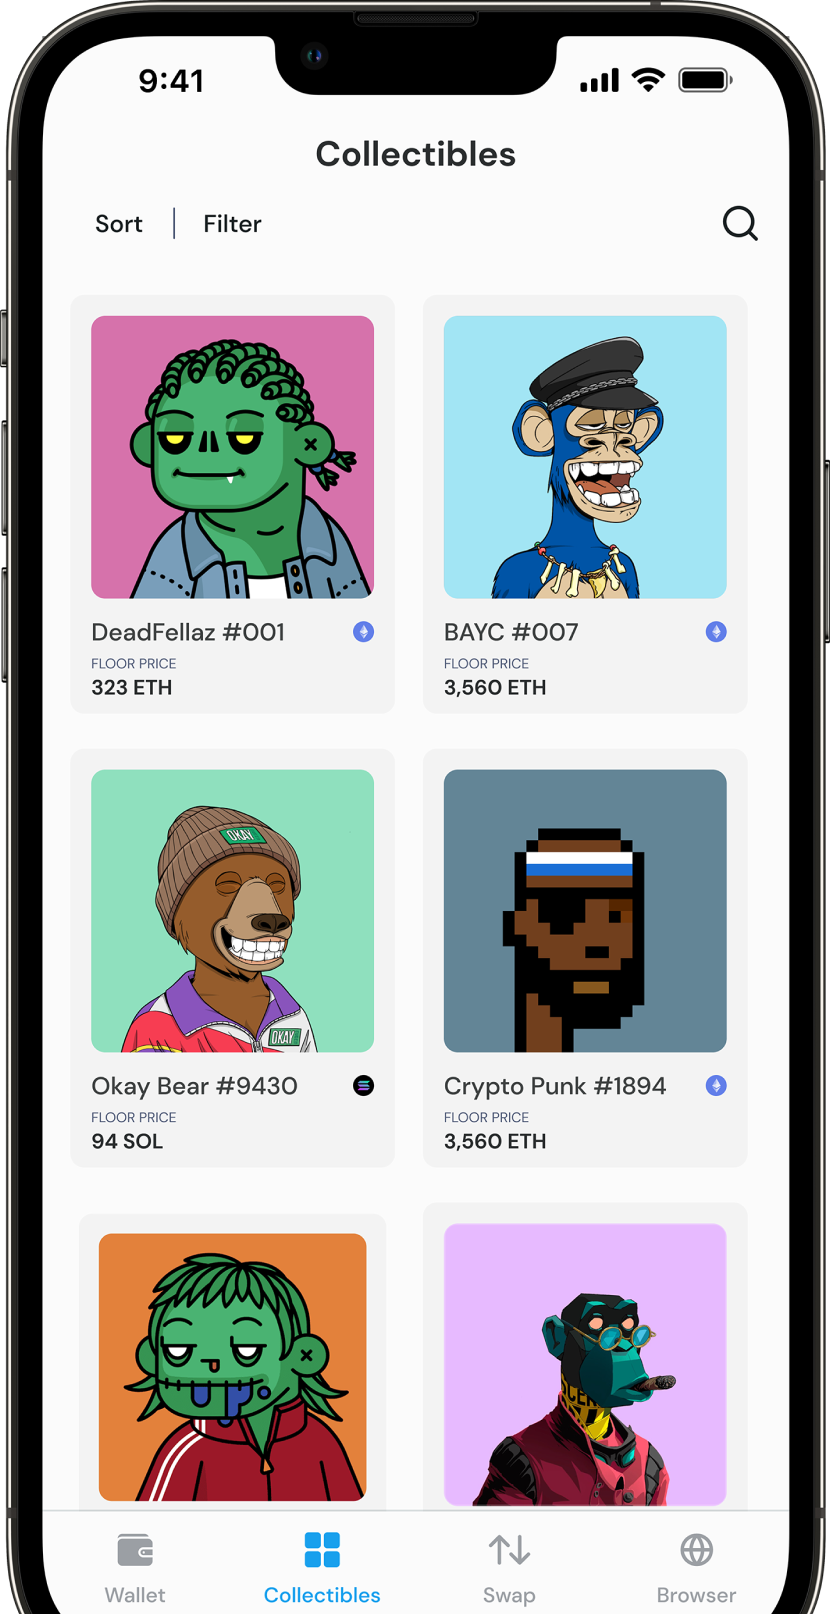 9:41
Collectibles
Sort | Filter
DeadFellaz #001
FLOOR PRICE
323 ETH
BAYC #007
FLOOR PRICE
3,560 ETH
OKAY
OKAY
Okay Bear #9430
FLOOR PRICE
94 SOL
Crypto Punk #1894
FLOOR PRICE
3,560 ETH
Wallet
Collectibles
Swap
Browser